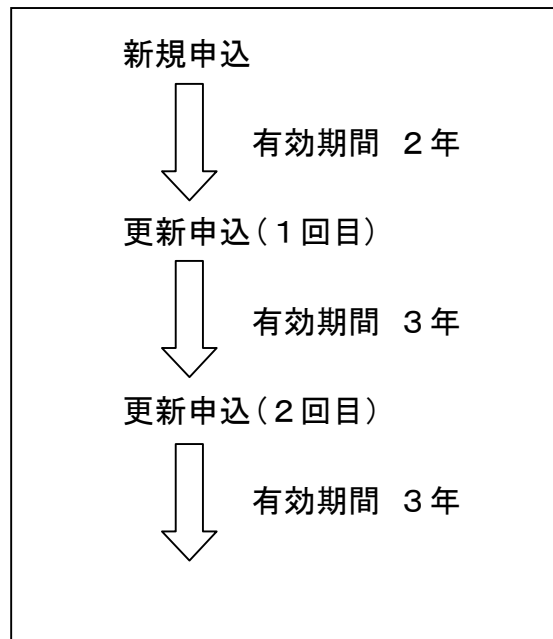 新規申込
有効期間 ２年
更新申込（１回目）
有効期間 ３年
更新申込（２回目）
有効期間 ３年